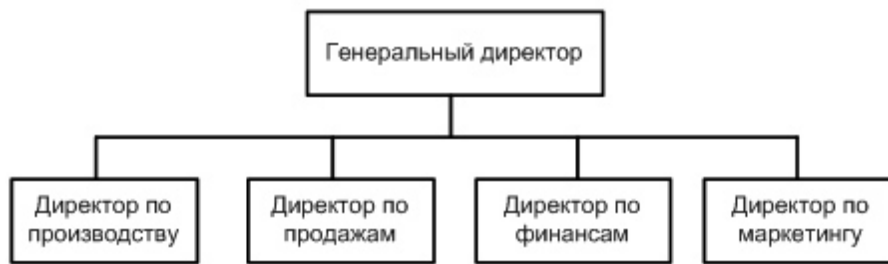 Генеральный директор
Директор по
производству
Директор по
продажам
Директор по
финансам
Директор по
маркетингу